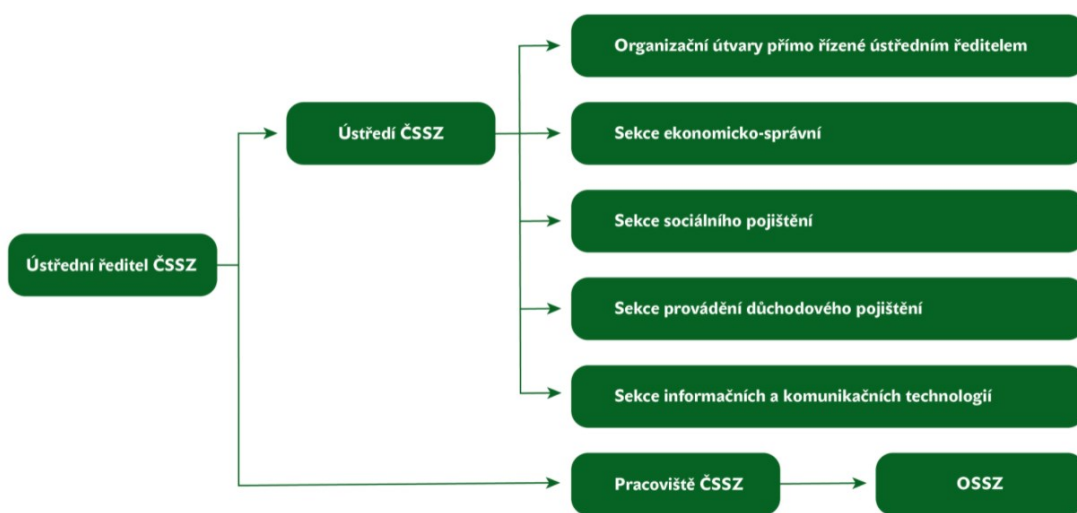 Organizační útvary přímo řízené ústředním ředitelem
Ústředí ČSSZ
Sekce ekonomicko-správní
Sekce sociálního pojištění
Ústřední ředitel ČSSZ
Sekce provádění důchodového pojištění
Sekce informačních a komunikačních technologií
Pracoviště ČSSZ
OSSZ